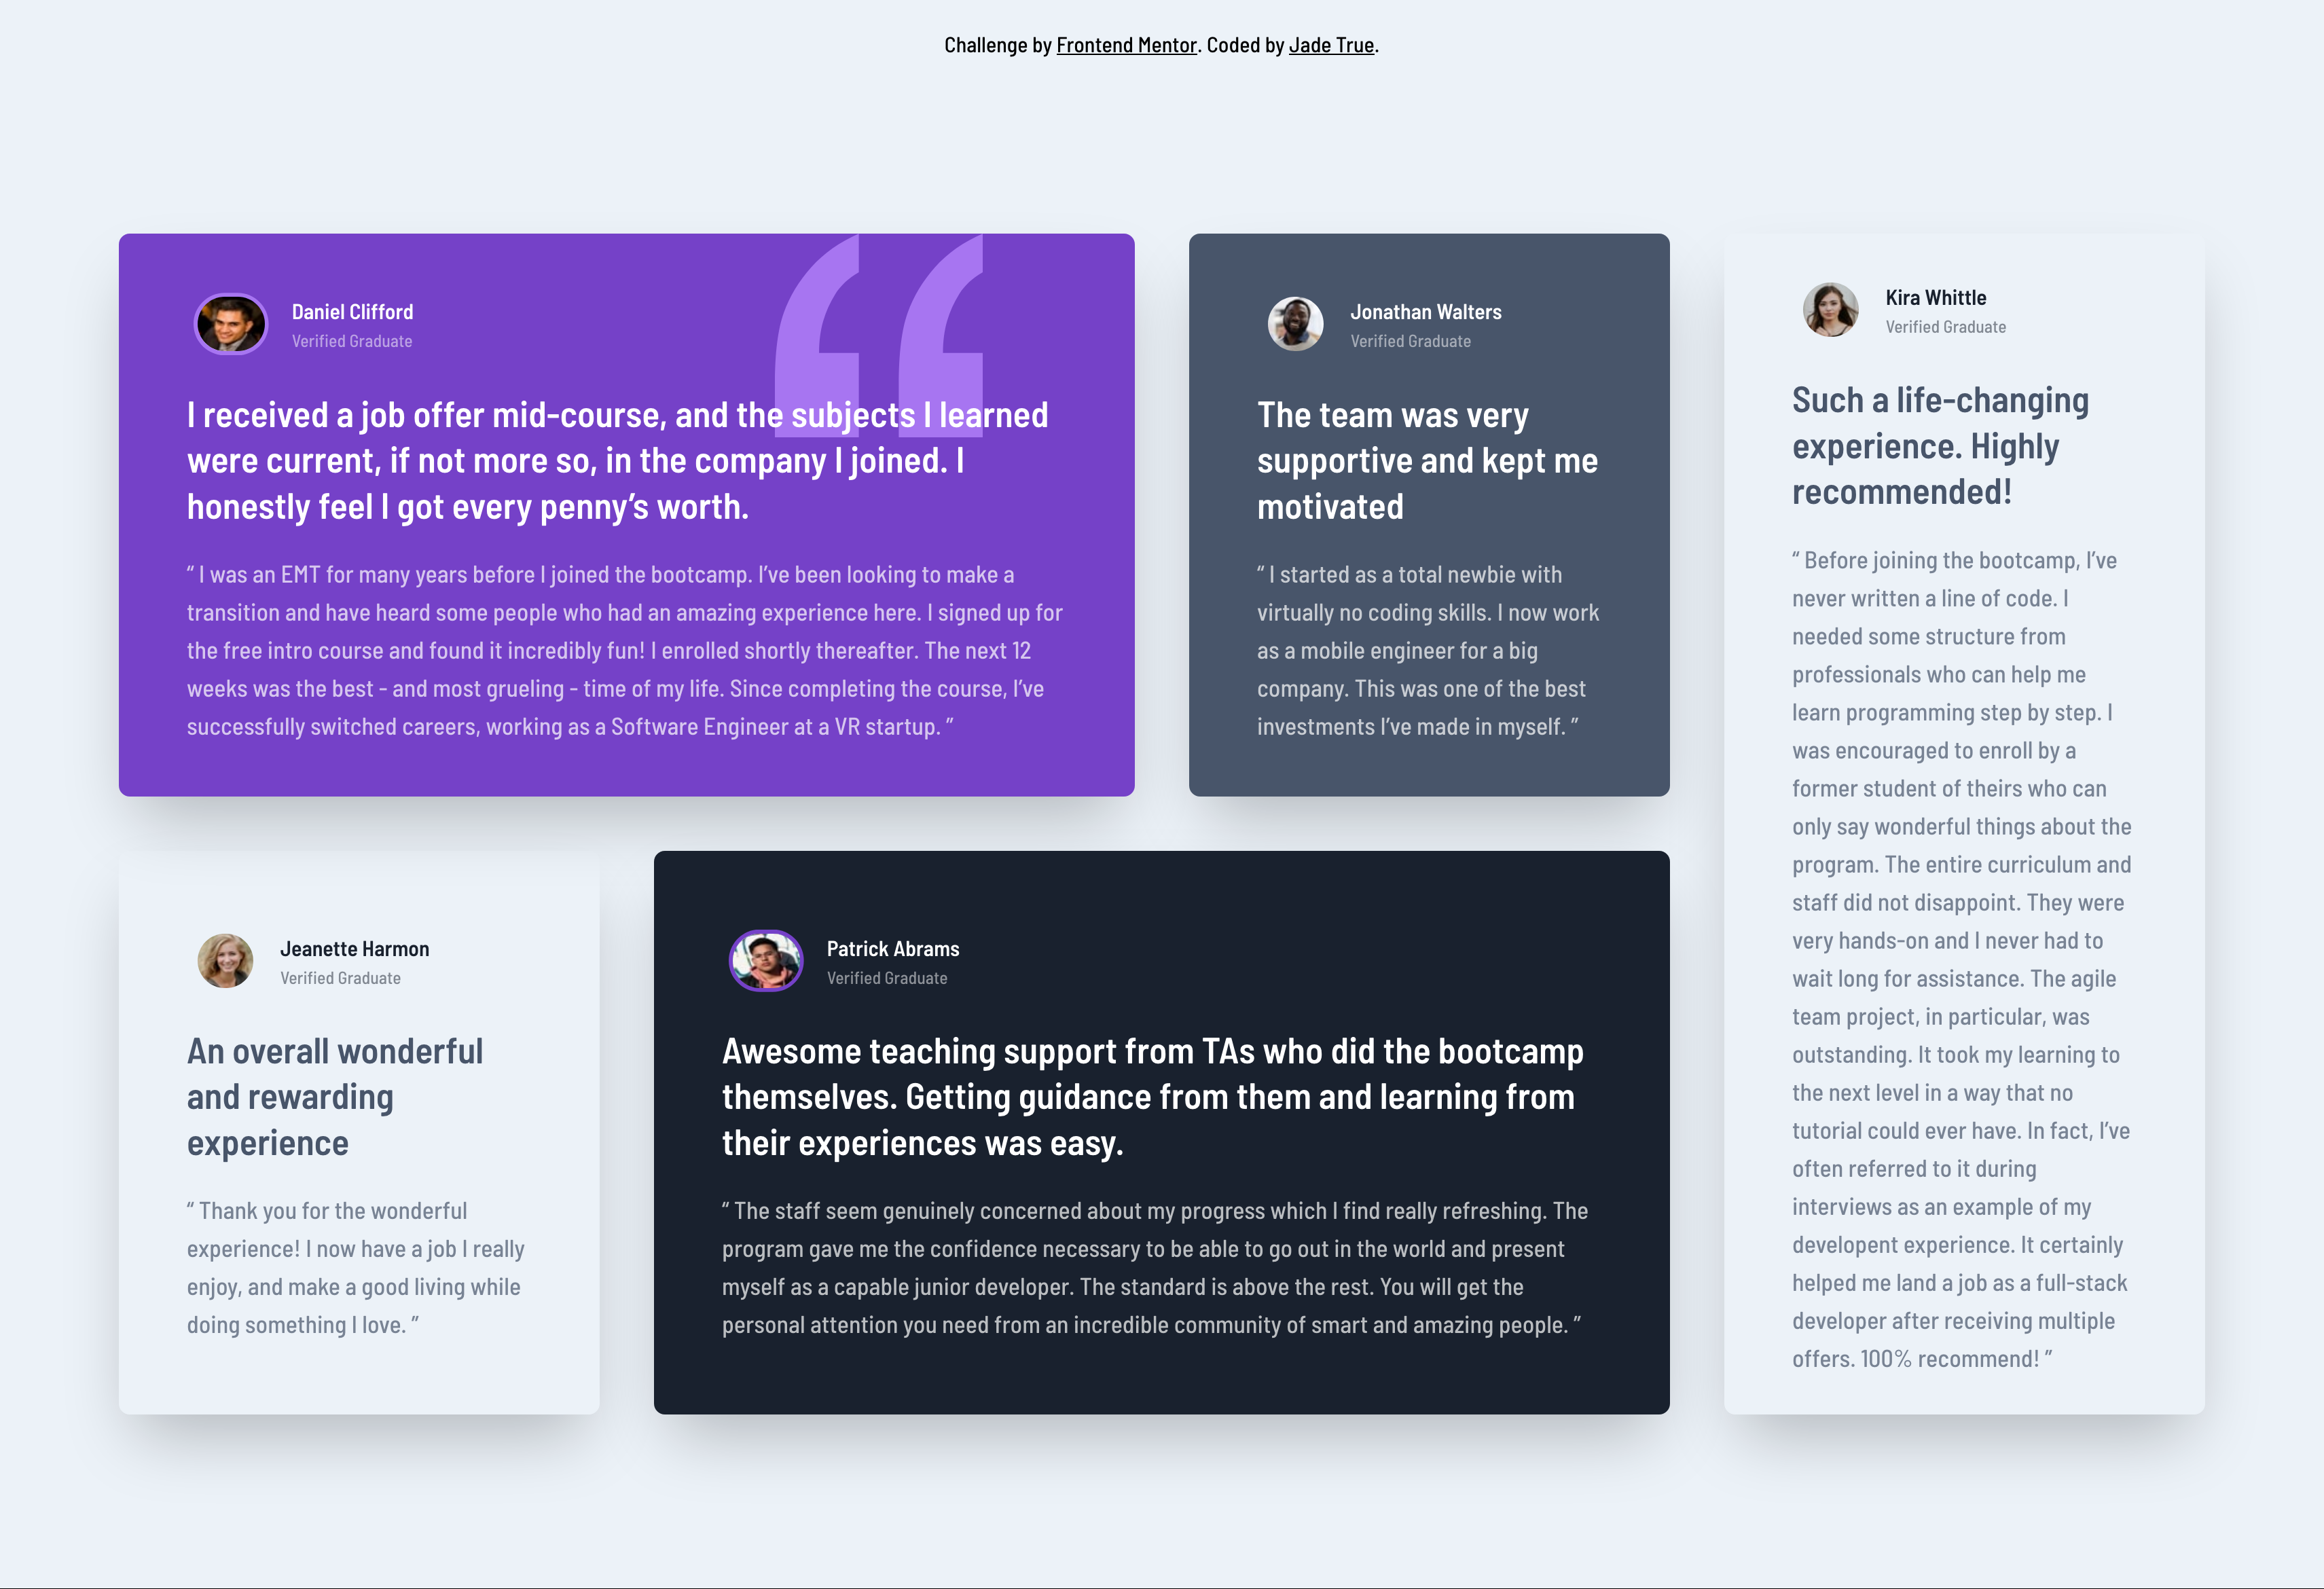 Challenge by Frontend Mentor. Coded by Jade True.
Daniel Clifford
Verified Graduate
I received a job offer mid-course, and the subjects I learned
were current, if not more so, in the company I joined. I
honestly feel I got every penny’s worth.
“ I was an EMT for many years before I joined the bootcamp. I’ve been looking to make a
transition and have heard some people who had an amazing experience here. I signed up for
the free intro course and found it incredibly fun! I enrolled shortly thereafter. The next 12
weeks was the best - and most grueling - time of my life. Since completing the course, I’ve
successfully switched careers, working as a Software Engineer at a VR startup. ”
Jonathan Walters
Verified Graduate
The team was very
supportive and kept me
motivated
“ I started as a total newbie with
virtually no coding skills. I now work
as a mobile engineer for a big
company. This was one of the best
investments I’ve made in myself. ”
Kira Whittle
Verified Graduate
Such a life-changing
experience. Highly
recommended!
“ Before joining the bootcamp, I’ve
never written a line of code. I
needed some structure from
professionals who can help me
learn programming step by step. I
was encouraged to enroll by a
former student of theirs who can
only say wonderful things about the
program. The entire curriculum and
staff did not disappoint. They were
very hands-on and I never had to
wait long for assistance. The agile
team project, in particular, was
outstanding. It took my learning to
the next level in a way that no
tutorial could ever have. In fact, I’ve
often referred to it during
interviews as an example of my
developent experience. It certainly
helped me land a job as a full-stack
developer after receiving multiple
offers. 100% recommend! ”
Jeanette Harmon
Verified Graduate
An overall wonderful
and rewarding
experience
“ Thank you for the wonderful
experience! I now have a job I really
enjoy, and make a good living while
doing something I love. ”
Patrick Abrams
Verified Graduate
Awesome teaching support from TAs who did the bootcamp
themselves. Getting guidance from them and learning from
their experiences was easy.
“ The staff seem genuinely concerned about my progress which I find really refreshing. The
program gave me the confidence necessary to be able to go out in the world and present
myself as a capable junior developer. The standard is above the rest. You will get the
personal attention you need from an incredible community of smart and amazing people. ”